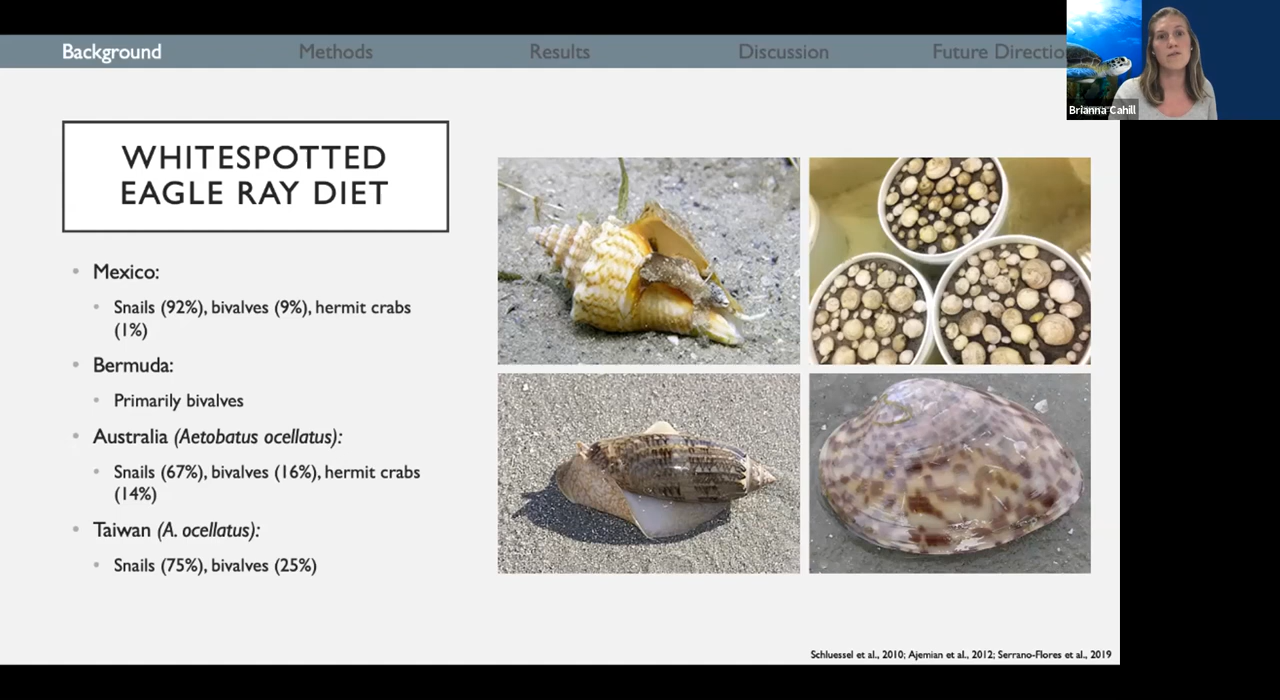 Background Methods Results Discussion Future Directio
Brianna Cahill
WHITESPOTTED
EAGLE RAY DIET
• Mexico:
• Snails (92%), bivalves (9%), hermit crabs
(1%)
• Bermuda:
• Primarily bivalves
• Australia (Aetobatus ocellatus):
• Snails (67%), bivalves (16%), hermit crabs
(14%)
• Taiwan (A. ocellatus):
• Snails (75%), bivalves (25%)
Schluessel et al., 2010; Ajemian et al., 2012; Serrano-Flores et al., 2019